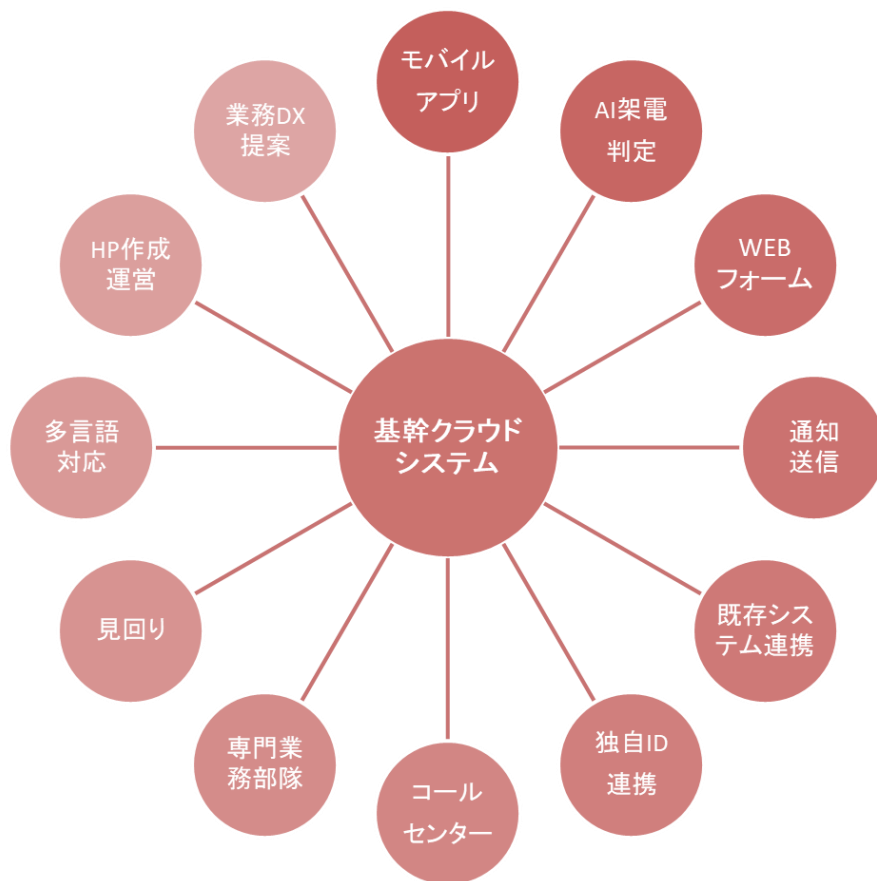 モバイル
アプリ
AI架電
判定
WEB
フォーム
通知
送信
既存シス
テム連携
独自ID
連携
コール
センター
専門業
務部隊
見回り
多言語
対応
HP作成
運営
業務DX
提案
基幹クラウド
システム